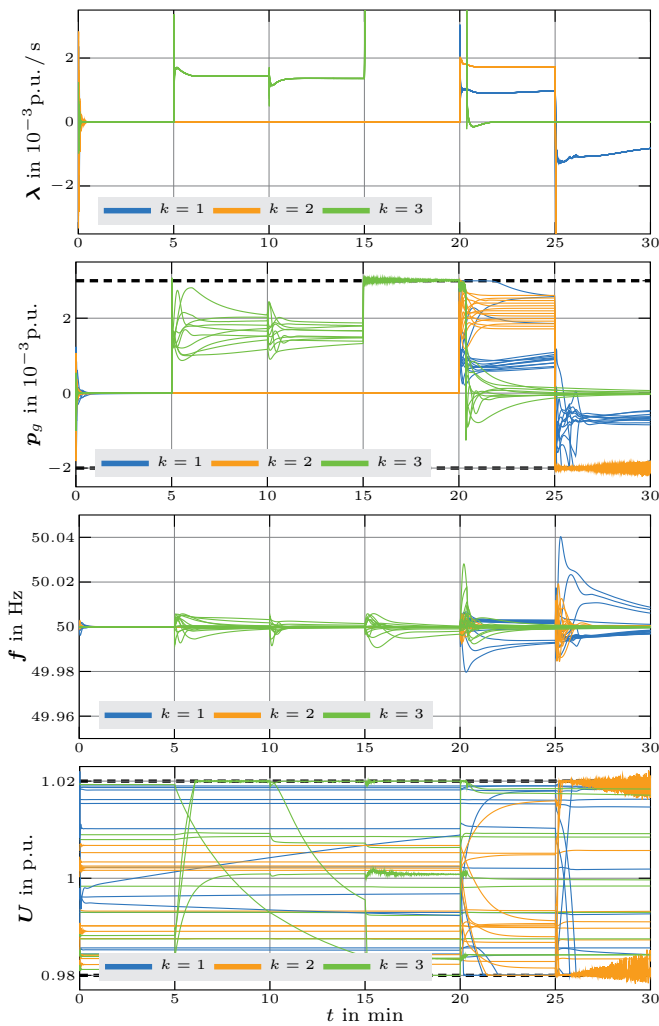 λ in 10⁻³p.u./s
2
0
−2
k = 1 k = 2 k = 3
0 5 10 15 20 25 30
p_g in 10⁻³p.u.
2
0
−2
k = 1 k = 2 k = 3
0 5 10 15 20 25 30
f in Hz
50.04
50.02
50
49.98
49.96
k = 1 k = 2 k = 3
0 5 10 15 20 25 30
U in p.u.
1.02
1
0.98
k = 1 k = 2 k = 3
0 5 10 15 20 25 30
t in min